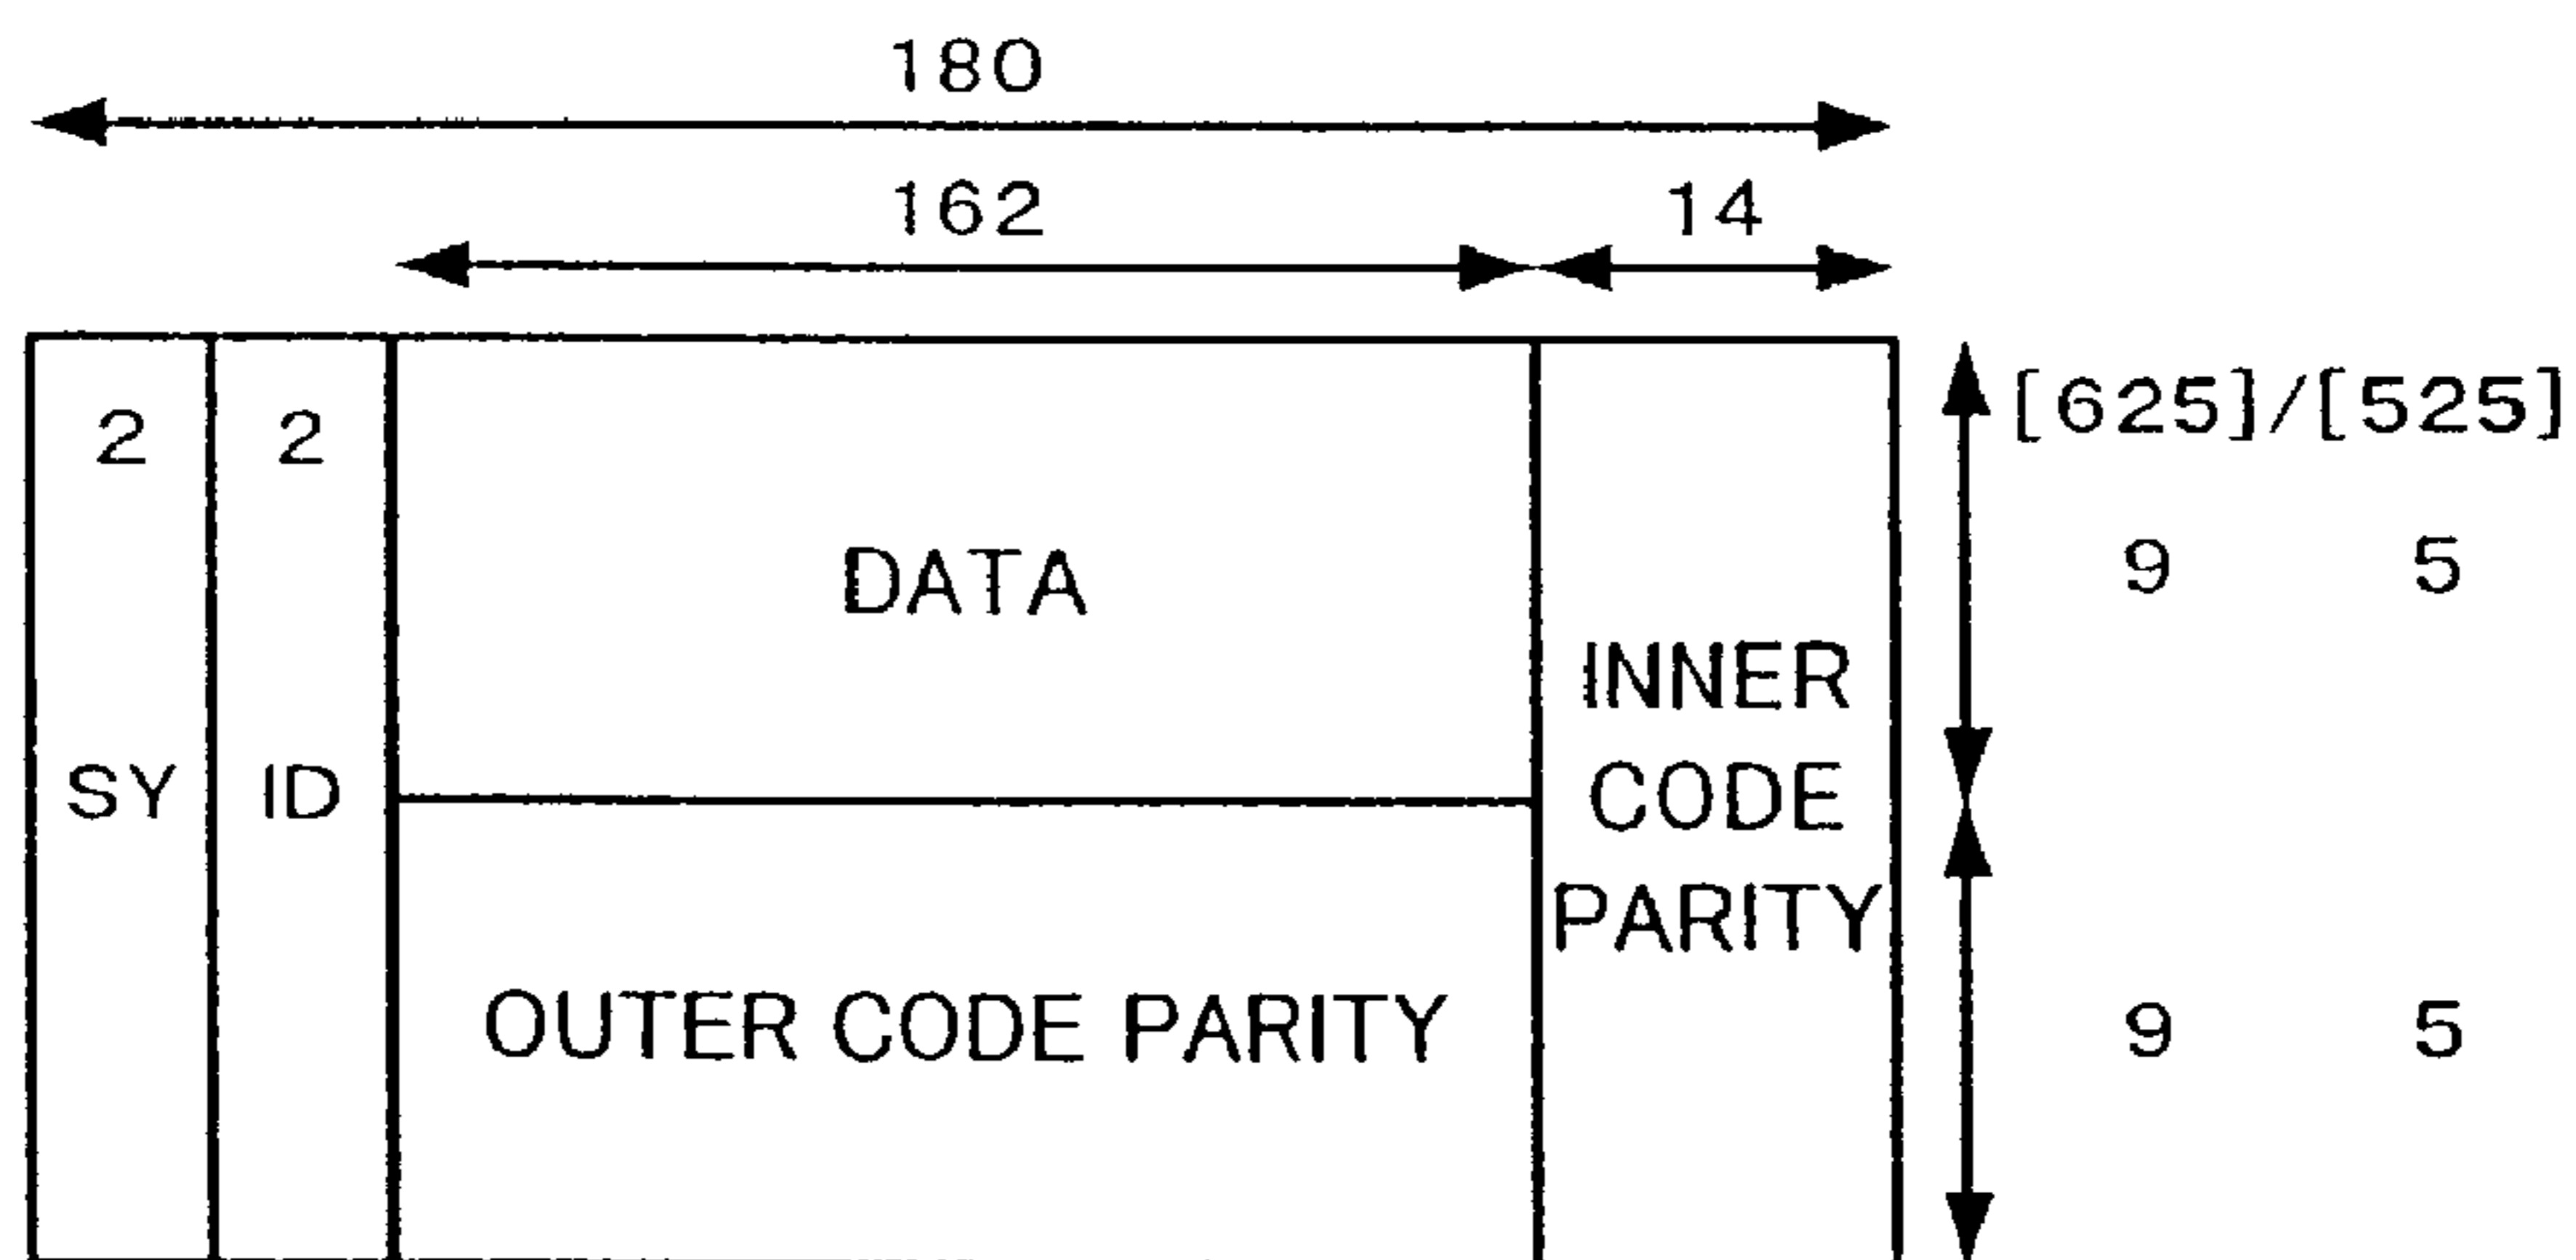 180
162 14
[625]/[525]
2 2
DATA 9 5
INNER
SY ID CODE
PARITY
OUTER CODE PARITY 9 5